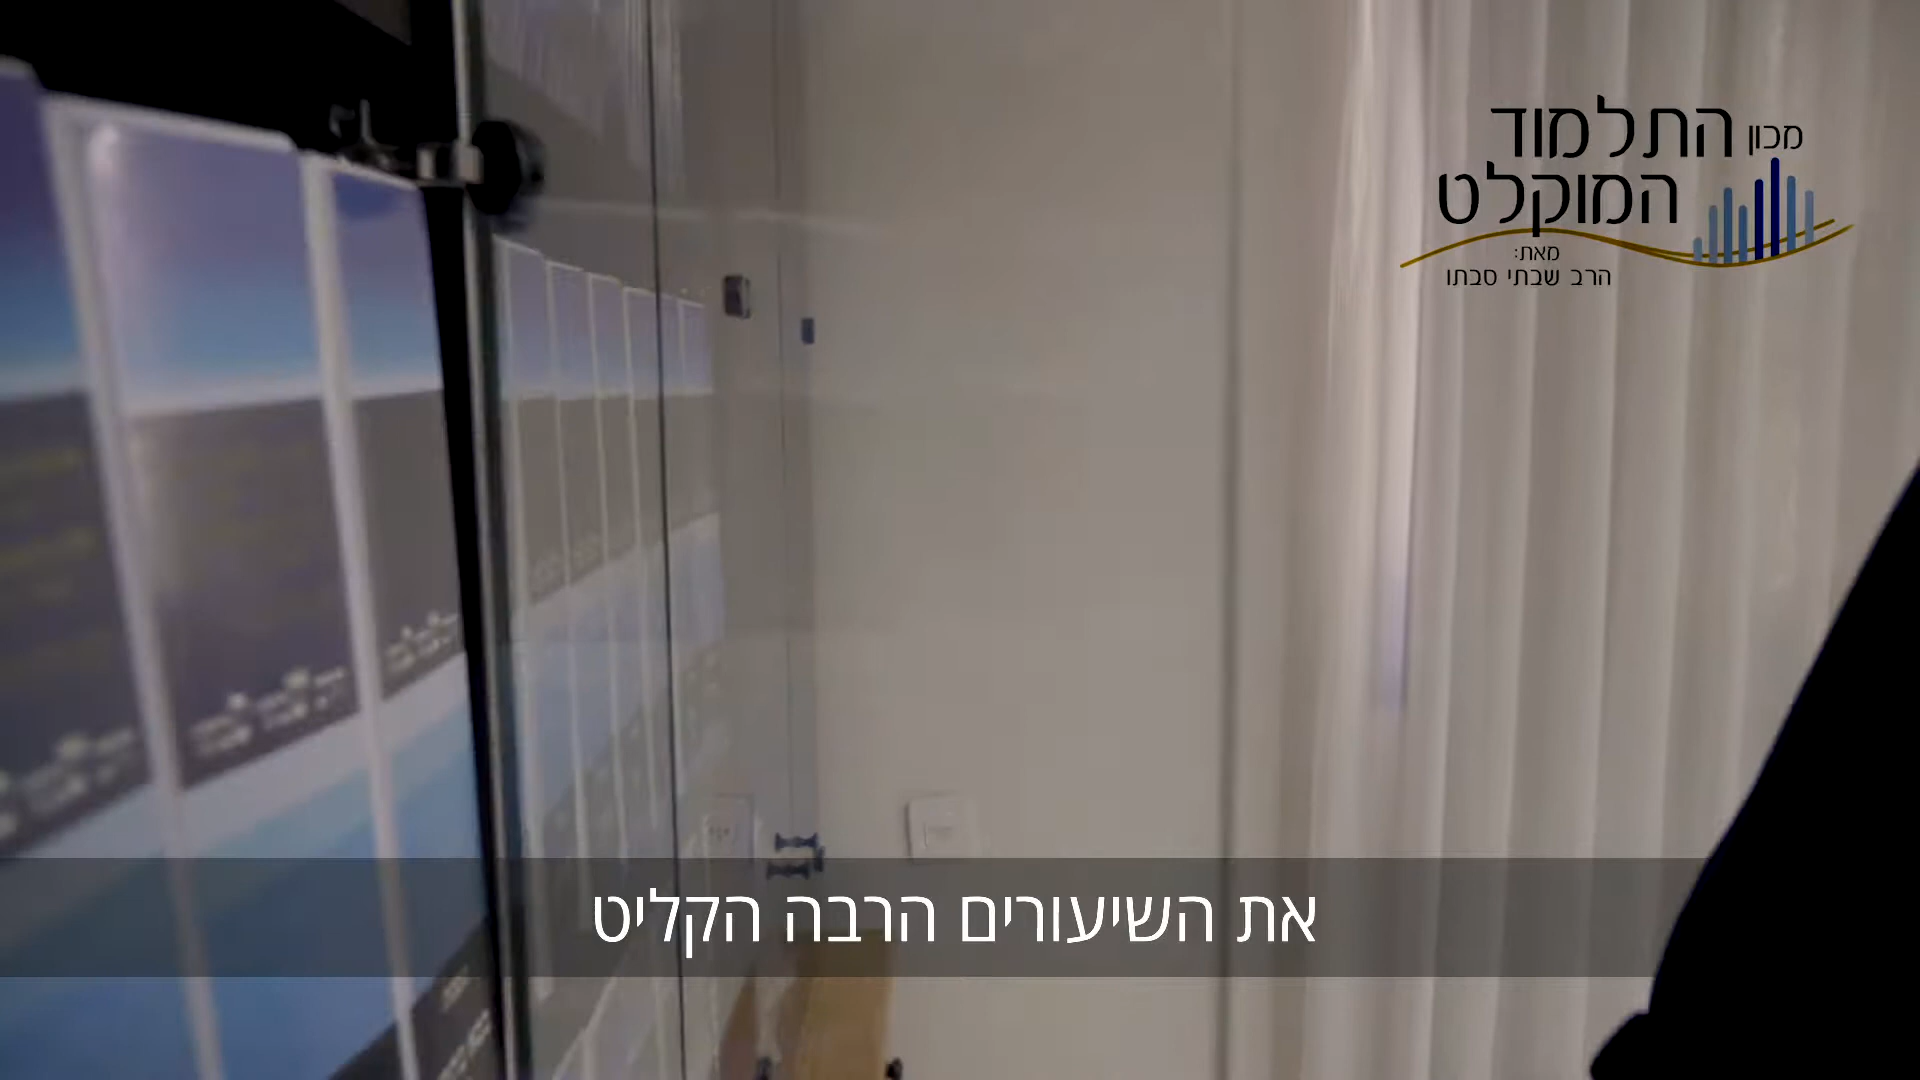 מכון התלמוד
המוקלט
מאת:
הרב שבתי סבתו
את השיעורים הרבה הקליט